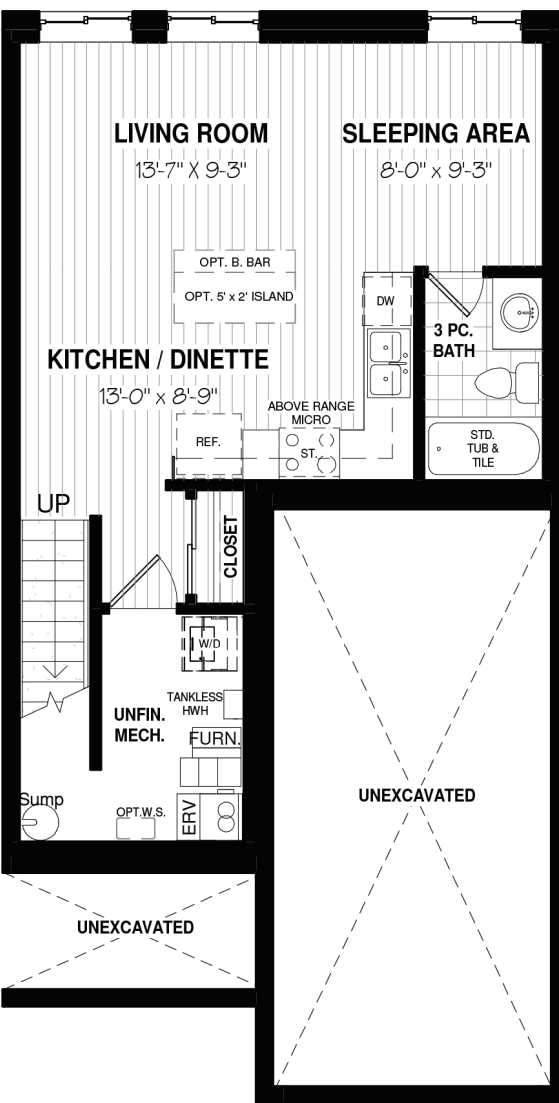 LIVING ROOM
13'-7" X 9'-3"
SLEEPING AREA
8'-0" x 9'-3"
OPT. B. BAR
OPT. 5' x 2' ISLAND
DW
3 PC.
BATH
KITCHEN / DINETTE
13'-0" x 8'-9"
ABOVE RANGE
MICRO
REF.
ST.
STD.
TUB &
TILE
UP
CLOSET
W/D
TANKLESS
HWH
UNFIN.
MECH.
FURN.
Sump
OPT.W.S.
ERV
UNEXCAVATED
UNEXCAVATED